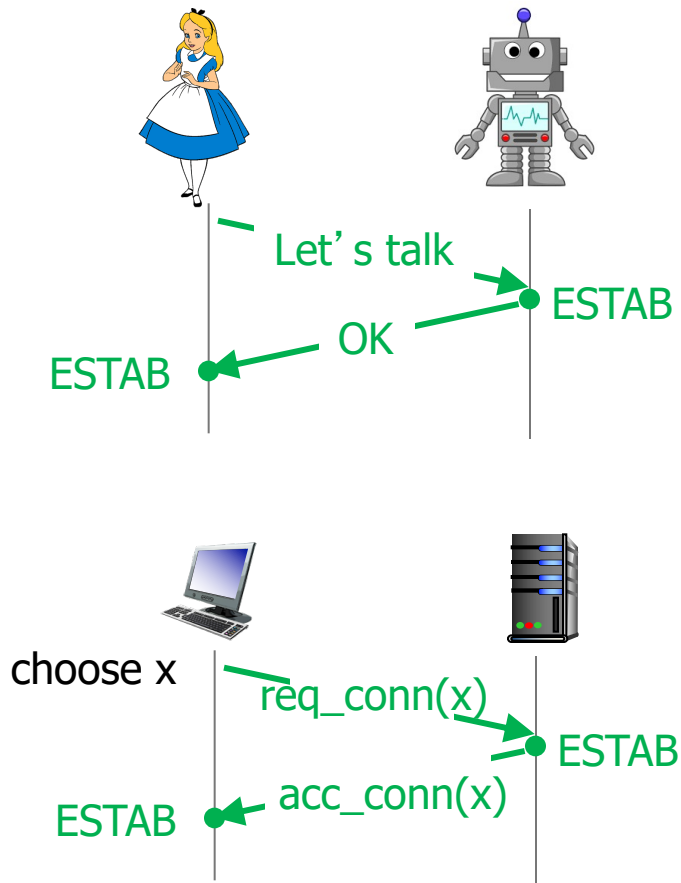 Let’s talk
ESTAB
OK
ESTAB
choose x
req_conn(x)
ESTAB
acc_conn(x)
ESTAB